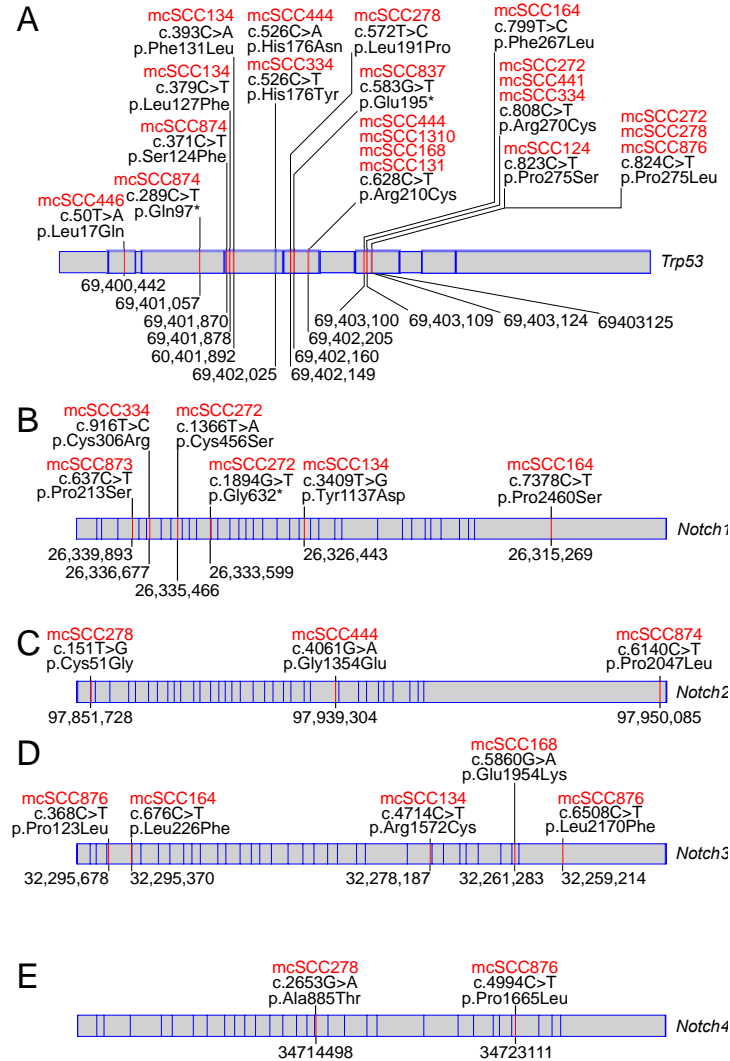 A
mcSCC134
c.393C>A
p.Phe131Leu
mcSCC444
c.526C>A
p.His176Asn
mcSCC278
c.572T>C
p.Leu191Pro
mcSCC164
c.799T>C
p.Phe267Leu
mcSCC134
c.379C>T
p.Leu127Phe
mcSCC334
c.526C>T
p.His176Tyr
mcSCC837
c.583G>T
p.Glu195*
mcSCC272
mcSCC441
mcSCC334
c.808C>T
p.Arg270Cys
mcSCC874
c.371C>T
p.Ser124Phe
mcSCC444
mcSCC1310
mcSCC168
mcSCC131
c.628C>T
p.Arg210Cys
mcSCC124
c.823C>T
p.Pro275Ser
mcSCC272
mcSCC278
mcSCC876
c.824C>T
p.Pro275Leu
mcSCC446
c.50T>A
p.Leu17Gln
mcSCC874
c.289C>T
p.Gln97*
Trp53
69,400,442
69,401,057
69,401,870
69,401,878
60,401,892
69,402,025
69,403,100
69,403,109
69,403,124
69403125
69,402,205
69,402,160
69,402,149
B
mcSCC334
c.916T>C
p.Cys306Arg
mcSCC272
c.1366T>A
p.Cys456Ser
mcSCC873
c.637C>T
p.Pro213Ser
mcSCC272
c.1894G>T
p.Gly632*
mcSCC134
c.3409T>G
p.Tyr1137Asp
mcSCC164
c.7378C>T
p.Pro2460Ser
Notch1
26,339,893
26,336,677
26,335,466
26,333,599
26,326,443
26,315,269
C
mcSCC278
c.151T>G
p.Cys51Gly
mcSCC444
c.4061G>A
p.Gly1354Glu
mcSCC874
c.6140C>T
p.Pro2047Leu
Notch2
97,851,728
97,939,304
97,950,085
D
mcSCC168
c.5860G>A
p.Glu1954Lys
mcSCC876
c.368C>T
p.Pro123Leu
mcSCC164
c.676C>T
p.Leu226Phe
mcSCC134
c.4714C>T
p.Arg1572Cys
mcSCC876
c.6508C>T
p.Leu2170Phe
Notch3
32,295,678
32,295,370
32,278,187
32,261,283
32,259,214
E
mcSCC278
c.2653G>A
p.Ala885Thr
mcSCC876
c.4994C>T
p.Pro1665Leu
Notch4
34714498
34723111